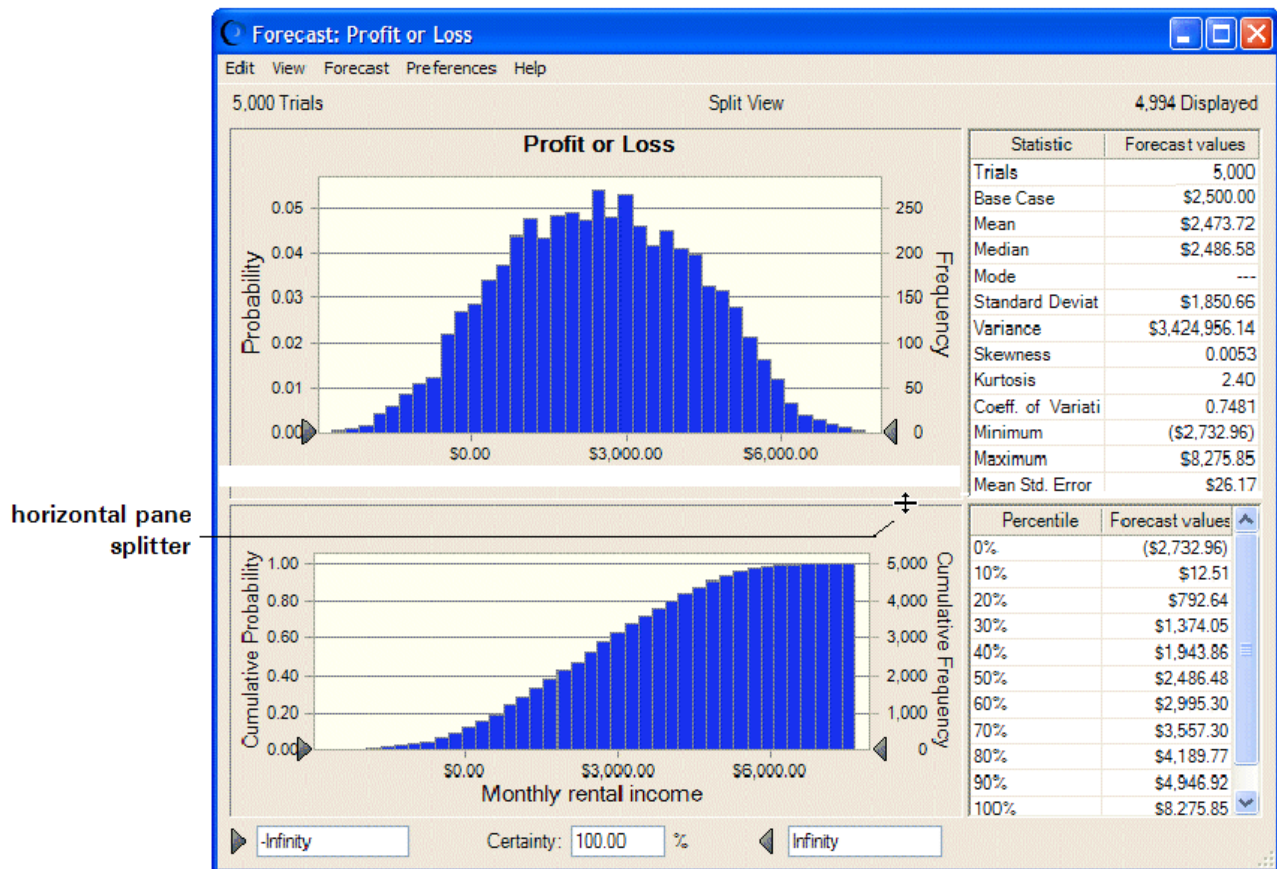 Forecast: Profit or Loss
Edit View Forecast Preferences Help
5,000 Trials Split View 4,994 Displayed
Profit or Loss
Probability
0.05
0.04
0.03
0.02
0.01
0.00
250
200
150
100
50
0
Frequency
$0.00 $3,000.00 $6,000.00
Statistic Forecast values
Trials 5,000
Base Case $2,500.00
Mean $2,473.72
Median $2,486.58
Mode ---
Standard Deviat $1,850.66
Variance $3,424,956.14
Skewness 0.0053
Kurtosis 2.40
Coeff. of Variati 0.7481
Minimum ($2,732.96)
Maximum $8,275.85
Mean Std. Error $26.17
horizontal pane
splitter
Cumulative Probability
1.00
0.80
0.60
0.40
0.20
0.00
5,000
4,000
3,000
2,000
1,000
0
Cumulative Frequency
$0.00 $3,000.00 $6,000.00
Monthly rental income
Percentile Forecast values
0% ($2,732.96)
10% $12.51
20% $792.64
30% $1,374.05
40% $1,943.86
50% $2,486.48
60% $2,995.30
70% $3,557.30
80% $4,189.77
90% $4,946.92
100% $8,275.85
-Infinity Certainty: 100.00 % Infinity